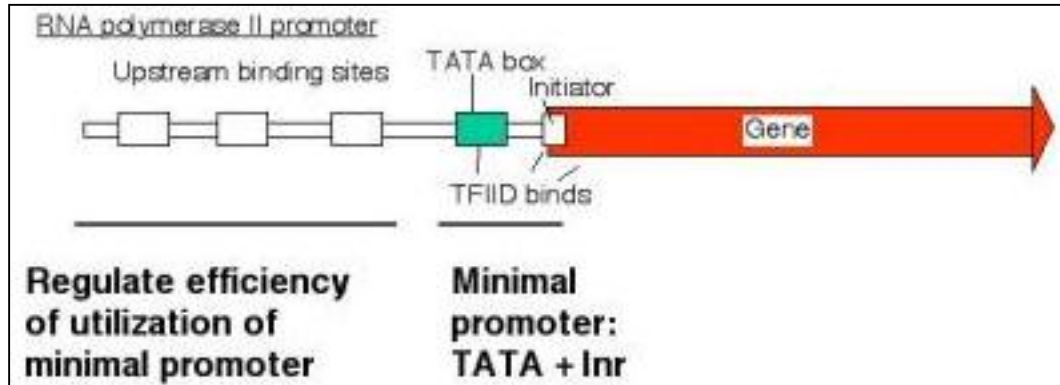 RNA polymerase II promoter
Upstream binding sites
TATA box
Initiator
Gene
TFIID binds
Regulate efficiency
of utilization of
minimal promoter
Minimal
promoter:
TATA + Inr